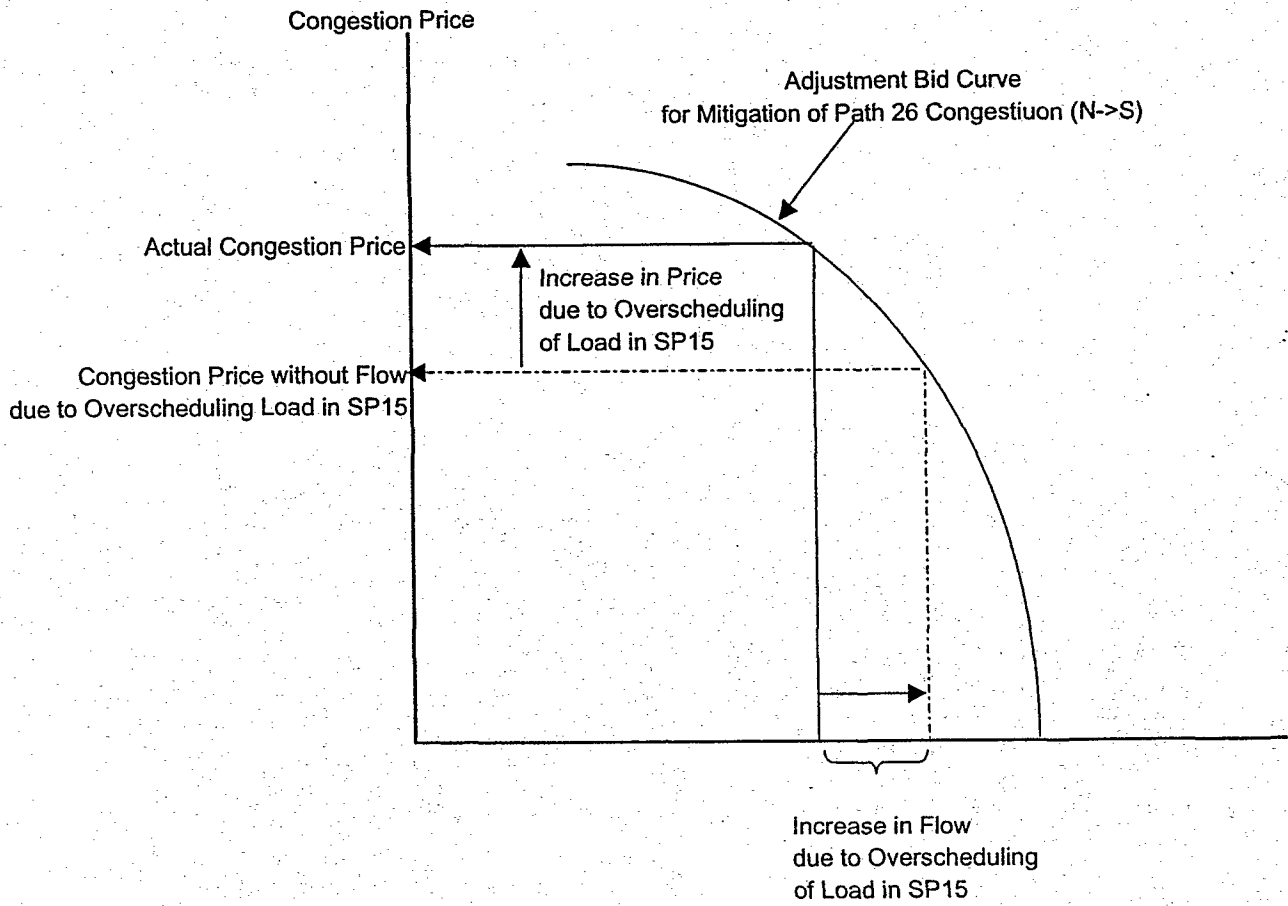 Congestion Price
Adjustment Bid Curve
for Mitigation of Path 26 Congestiuon (N->S)
Actual Congestion Price
Increase in Price
due to Overscheduling
of Load in SP15
Congestion Price without Flow
due to Overscheduling Load in SP15
Increase in Flow
due to Overscheduling
of Load in SP15